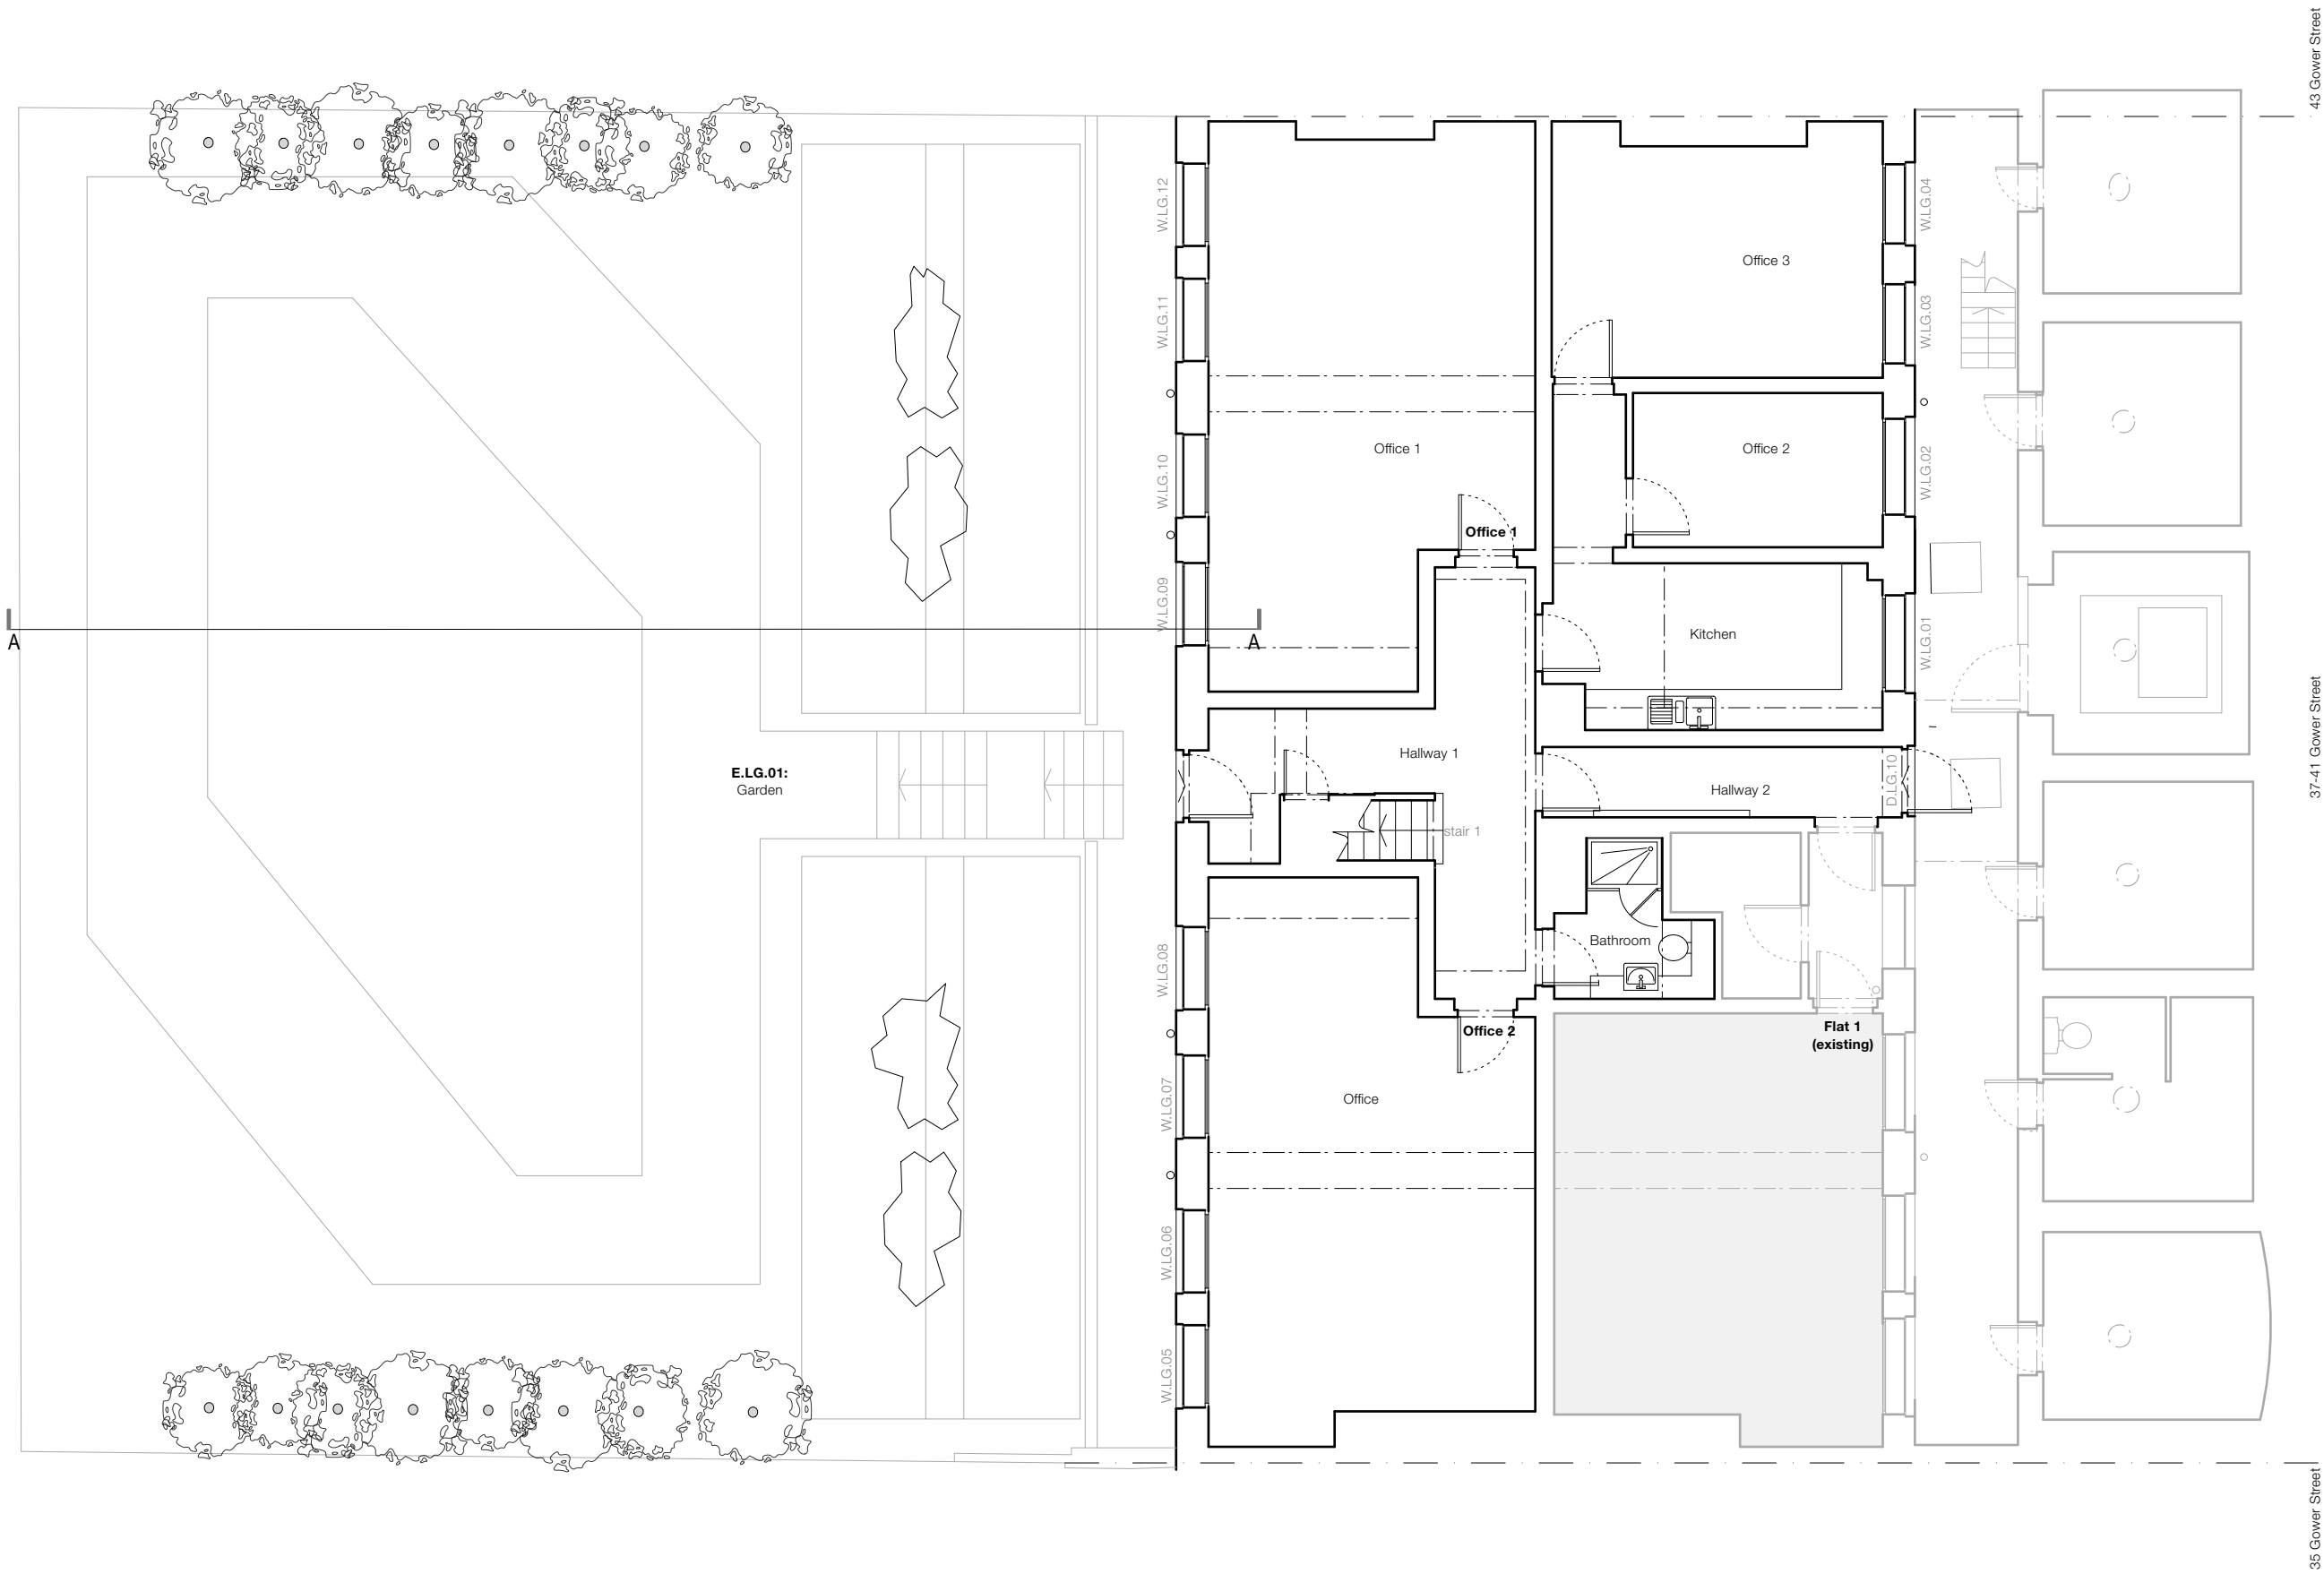 43 Gower Street
W.LG.12
W.LG.04
Office 3
W.LG.11
W.LG.03
Office 1
Office 2
W.LG.10
W.LG.02
Office 1
W.LG.09
A
A
Kitchen
W.LG.01
37-41 Gower Street
Hallway 1
E.LG.01:
Garden
Hallway 2
D.LG.10
stair 1
Bathroom
W.LG.08
Office 2
Flat 1
(existing)
Office
W.LG.07
W.LG.06
W.LG.05
35 Gower Street